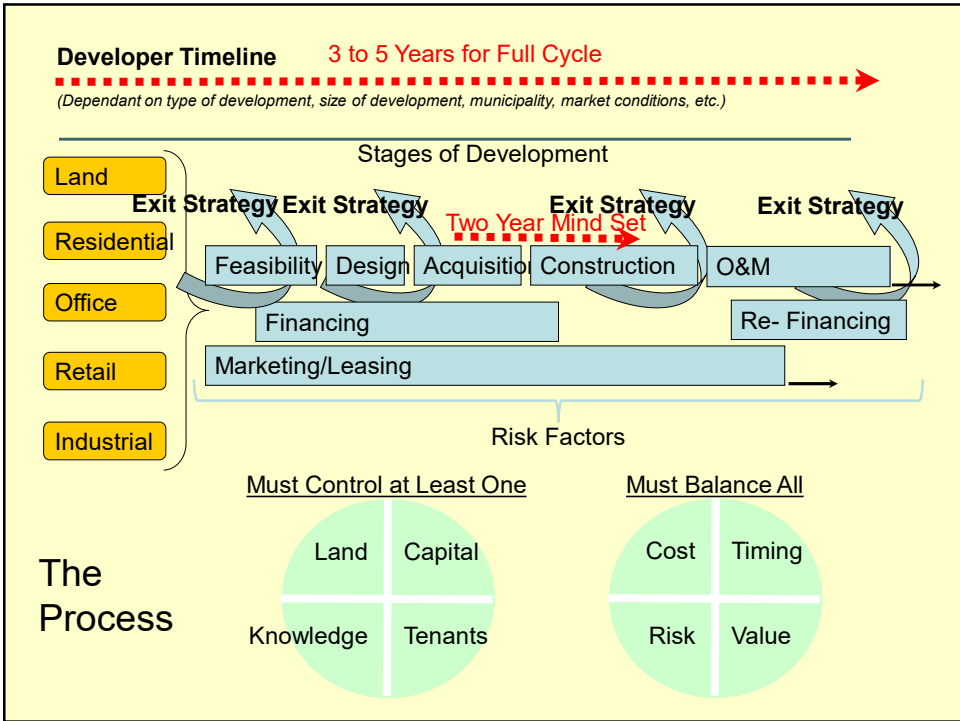 Developer Timeline
3 to 5 Years for Full Cycle
(Dependant on type of development, size of development, municipality, market conditions, etc.)
Stages of Development
Land
Residential
Office
Retail
Industrial
Exit Strategy
Exit Strategy
Exit Strategy
Exit Strategy
Two Year Mind Set
Feasibility
Design
Acquisition
Construction
O&M
Financing
Re- Financing
Marketing/Leasing
Risk Factors
Must Control at Least One
Land
Capital
Knowledge
Tenants
Must Balance All
Cost
Timing
Risk
Value
The
Process